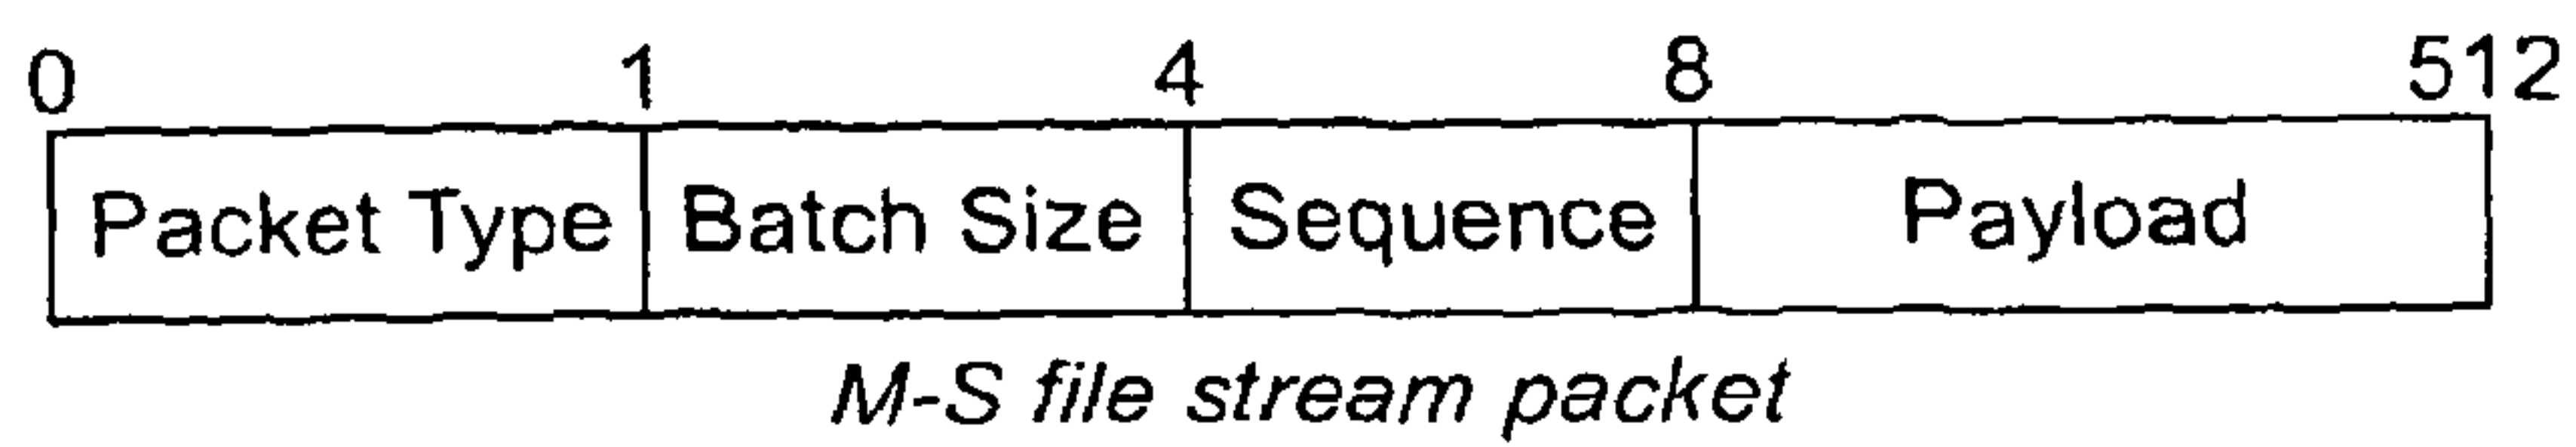 0 1 4 8 512
Packet Type Batch Size Sequence Payload
M-S file stream packet